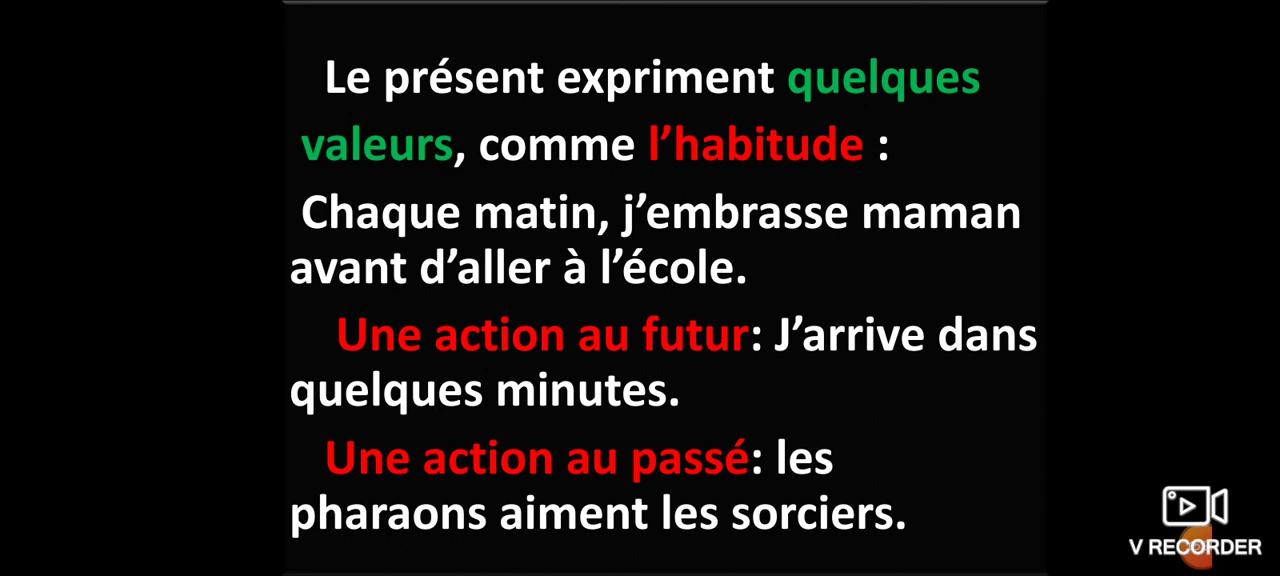 Le présent expriment quelques
valeurs, comme l’habitude :
Chaque matin, j’embrasse maman
avant d’aller à l’école.
Une action au futur: J’arrive dans
quelques minutes.
Une action au passé: les
pharaons aiment les sorciers.
V RECORDER